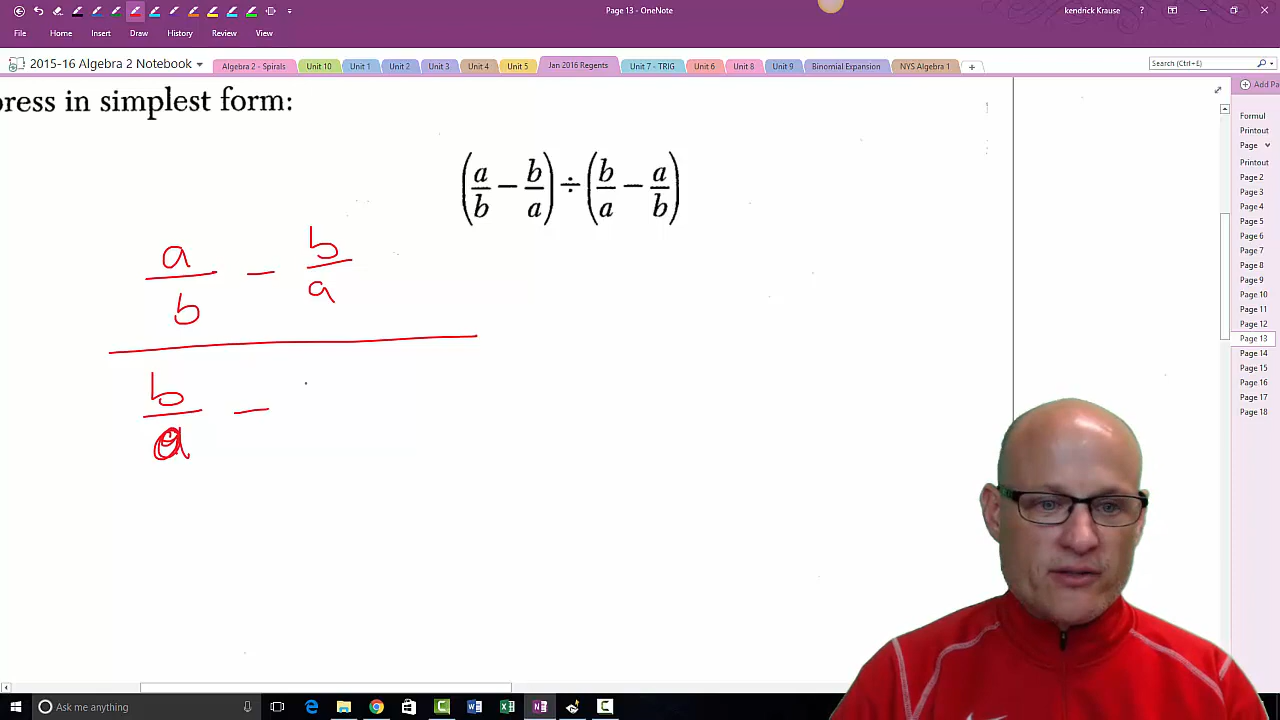 Page 13 - OneNote
kendrick Krause ?
File Home Insert Draw History Review View
2015-16 Algebra 2 Notebook
Algebra 2 - Spirals Unit 10 Unit 1 Unit 2 Unit 3 Unit 4 Unit 5 Jan 2016 Regents Unit 7 - TRIG Unit 6 Unit 8 Unit 9 Binomial Expansion NYS Algebra 1 +
Search (Ctrl+E)
press in simplest form:
(a/b − b/a) ÷ (b/a − a/b)
a/b − b/a
b/a −
Add Pa
Formul
Printout
Page
Printout
Page 2
Page 3
Page 4
Page 5
Page 6
Page 7
Page 8
Page 9
Page 10
Page 11
Page 12
Page 13
Page 14
Page 15
Page 16
Page 17
Page 18
Ask me anything